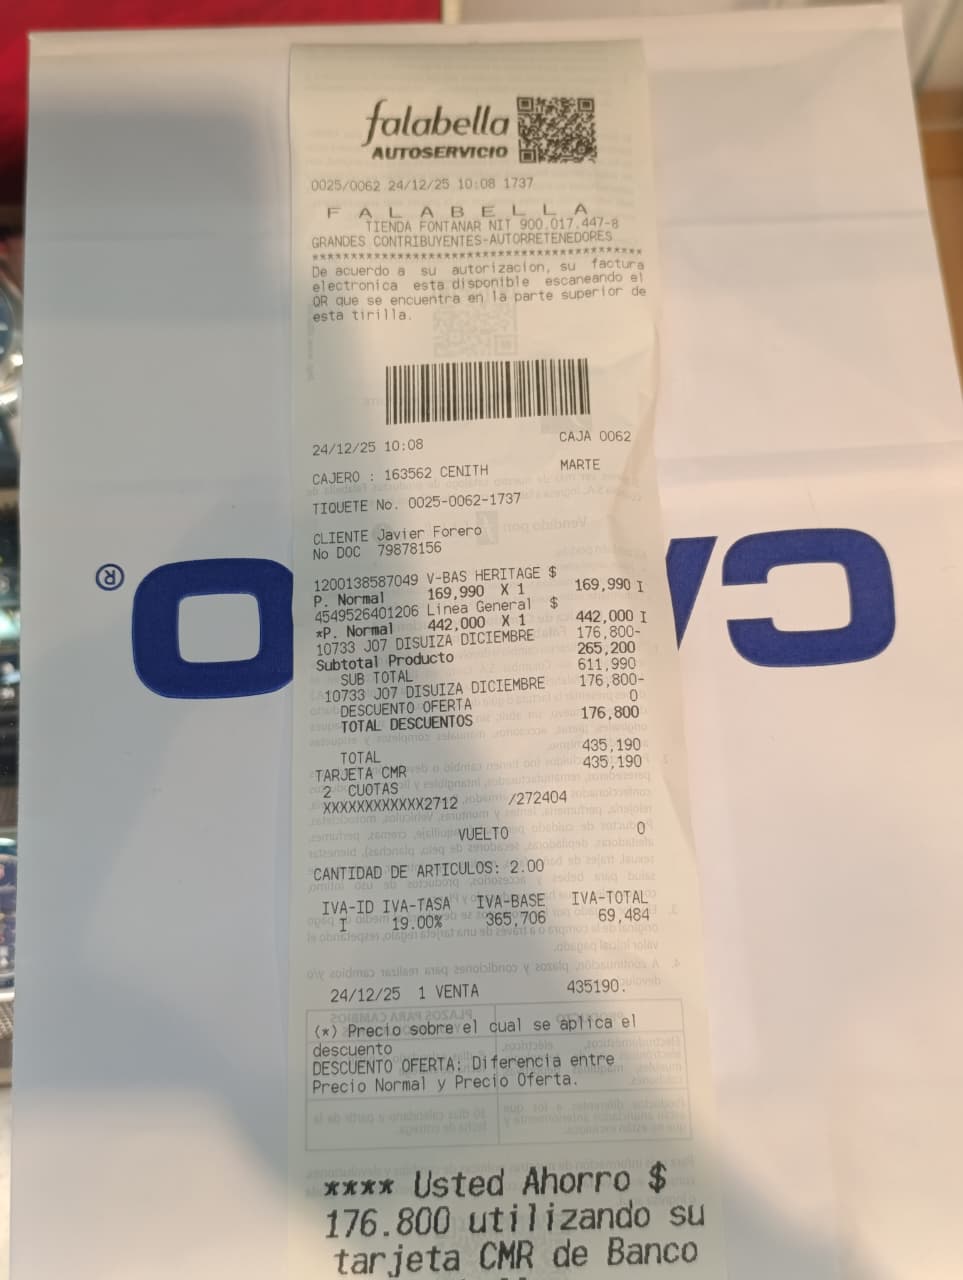 falabella
AUTOSERVICIO
0025/0062 24/12/25 10:08 1737
F A L A B E L L A
TIENDA FONTANAR NIT 900.017.447-8
GRANDES CONTRIBUYENTES-AUTORRETENEDORES
******************************************
De acuerdo a su autorizacion, su factura
electronica esta disponible escaneando el
QR que se encuentra en la parte superior de
esta tirilla.
24/12/25 10:08 CAJA 0062
CAJERO : 163562 CENITH MARTE
TIQUETE No. 0025-0062-1737
CLIENTE Javier Forero
No DOC 79878156
1200138587049 V-BAS HERITAGE $
P. Normal 169,990 X 1 169,990 I
4549526401206 Linea General $
*P. Normal 442,000 X 1 442,000 I
10733 J07 DISUIZA DICIEMBRE 176,800-
Subtotal Producto 265,200
SUB TOTAL 611,990
10733 J07 DISUIZA DICIEMBRE 176,800-
DESCUENTO OFERTA 0
TOTAL DESCUENTOS 176,800
TOTAL 435,190
TARJETA CMR 435,190
2 CUOTAS
XXXXXXXXXXXX2712 /272404
VUELTO 0
CANTIDAD DE ARTICULOS: 2.00
IVA-ID IVA-TASA IVA-BASE IVA-TOTAL
I 19.00% 365,706 69,484
24/12/25 1 VENTA 435190.
(*) Precio sobre el cual se aplica el
descuento
DESCUENTO OFERTA: Diferencia entre
Precio Normal y Precio Oferta.
**** Usted Ahorro $
176.800 utilizando su
tarjeta CMR de Banco